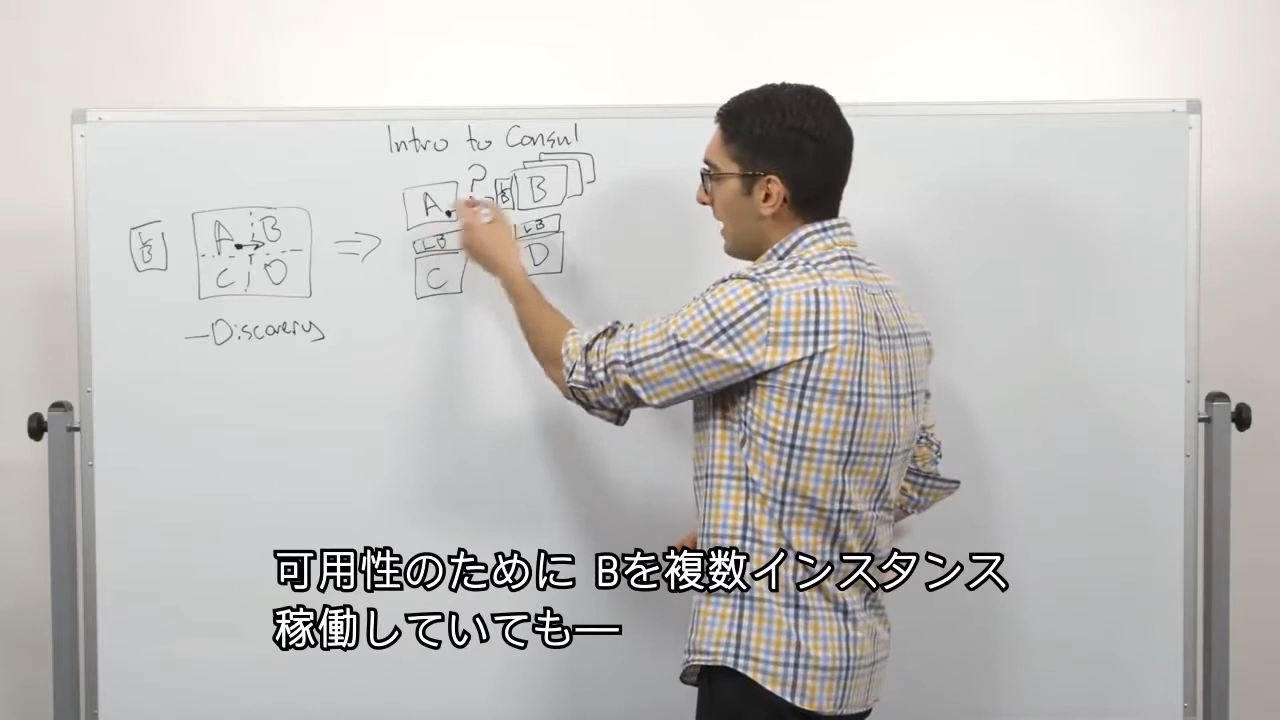 Intro to Consul
?
A
LB
B
LB
A B
LB
LB
C D
C
D
—Discovery
可用性のために Bを複数インスタンス
稼働していても―